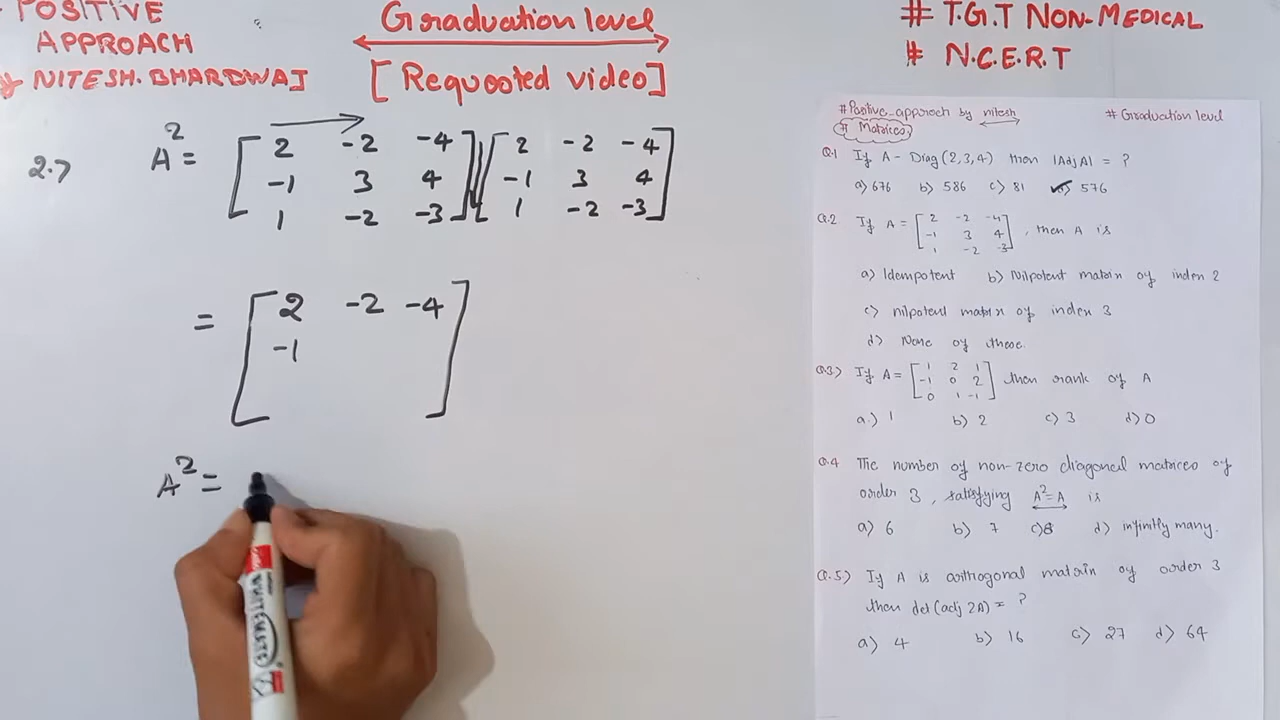 POSITIVE
APPROACH
NITESH.BHARDWAJ
Graduation level
[Requested video]
# T.G.T NON-MEDICAL
# N.C.E.R.T
2.7
A² = [ 2 -2 -4 ] [ 2 -2 -4 ]
-1 3 4 -1 3 4
1 -2 -3 1 -2 -3
= [ 2 -2 -4 ]
-1
A² =
WHITEMATE
#Positive approach by nitesh
# Graduation level
# Matrices
Q.1 If A - Diag (2,3,4) then |AdjA| = ?
a) 676 b) 586 c) 81 d) 576
Q.2 If A = [ 2 -2 -4 ] , then A is
-1 3 4
1 -2 -3
a) Idempotent b) Nilpotent matrix of index 2
c) nilpotent matrix of index 3
d) None of these.
Q.3) If A = [ 1 2 1 ] then rank of A
-1 0 2
0 1 -1
a.) 1 b) 2 c) 3 d) 0
Q.4 The number of non-zero diagonal matrices of
order 3, satisfying A²=A is
a) 6 b) 7 c) 8 d) infinitly many.
Q.5) If A is orthogonal matrix of order 3
then det(adj 2A) = ?
a) 4 b) 16 c) 27 d) 64